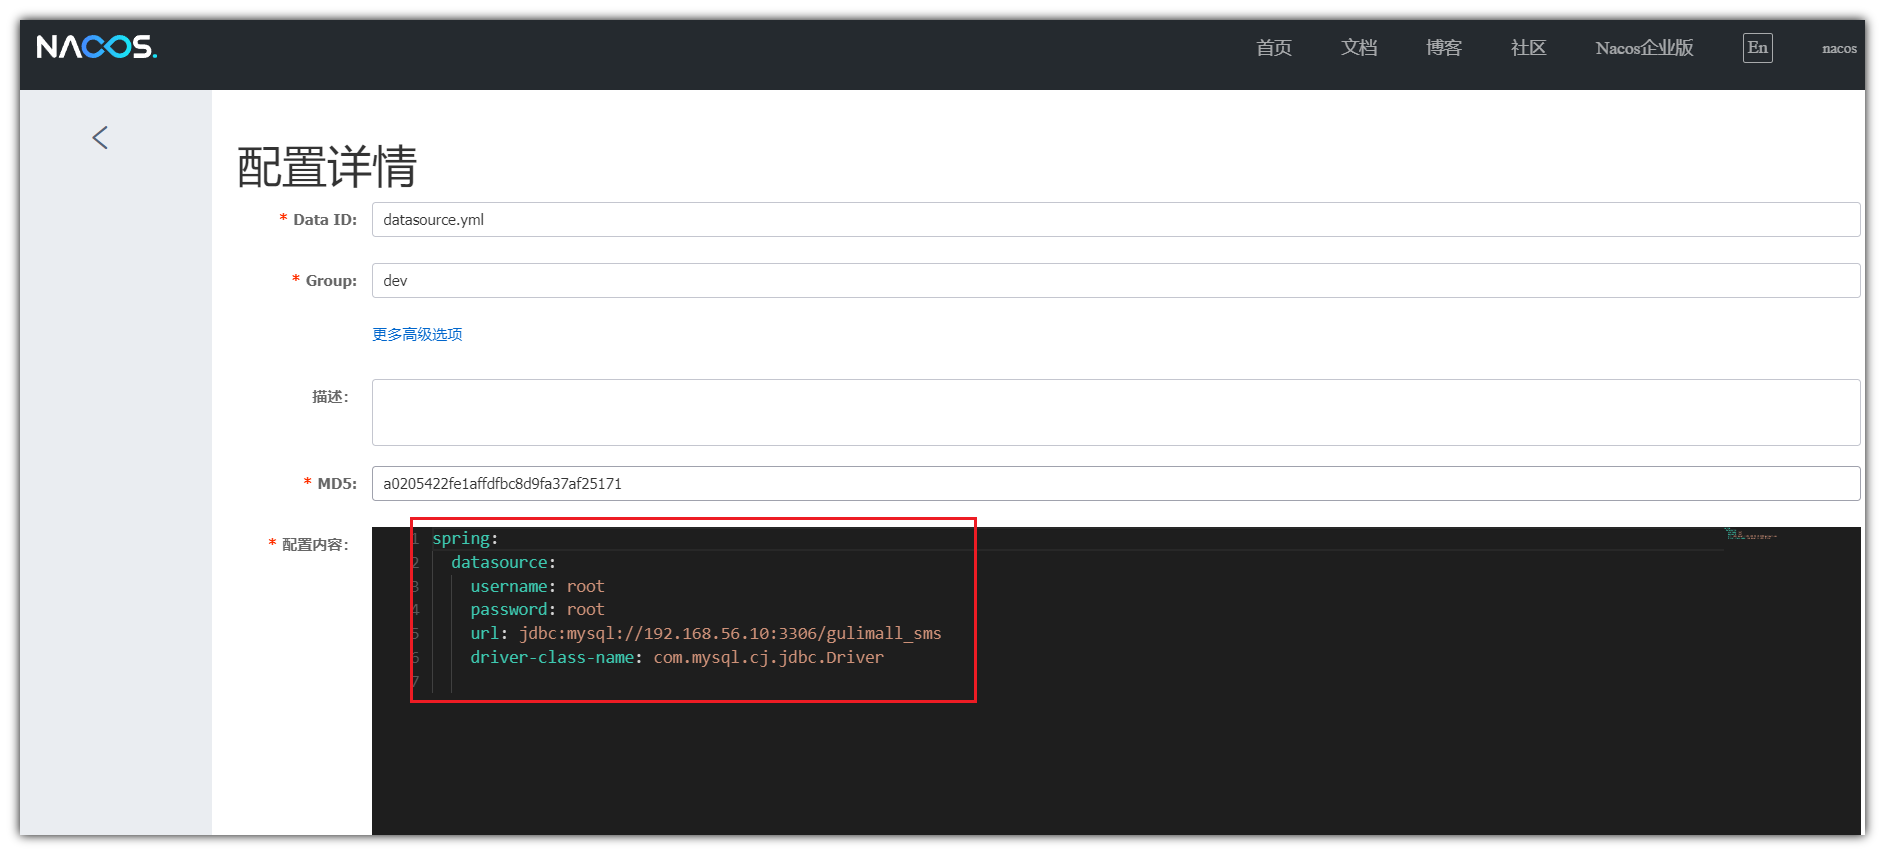 NACOS.
首页 文档 博客 社区 Nacos企业版 En nacos
配置详情
* Data ID: datasource.yml
* Group: dev
更多高级选项
描述:
* MD5: a0205422fe1affdfbc8d9fa37af25171
* 配置内容:
1 spring:
2 datasource:
3 username: root
4 password: root
5 url: jdbc:mysql://192.168.56.10:3306/gulimall_sms
6 driver-class-name: com.mysql.cj.jdbc.Driver
7